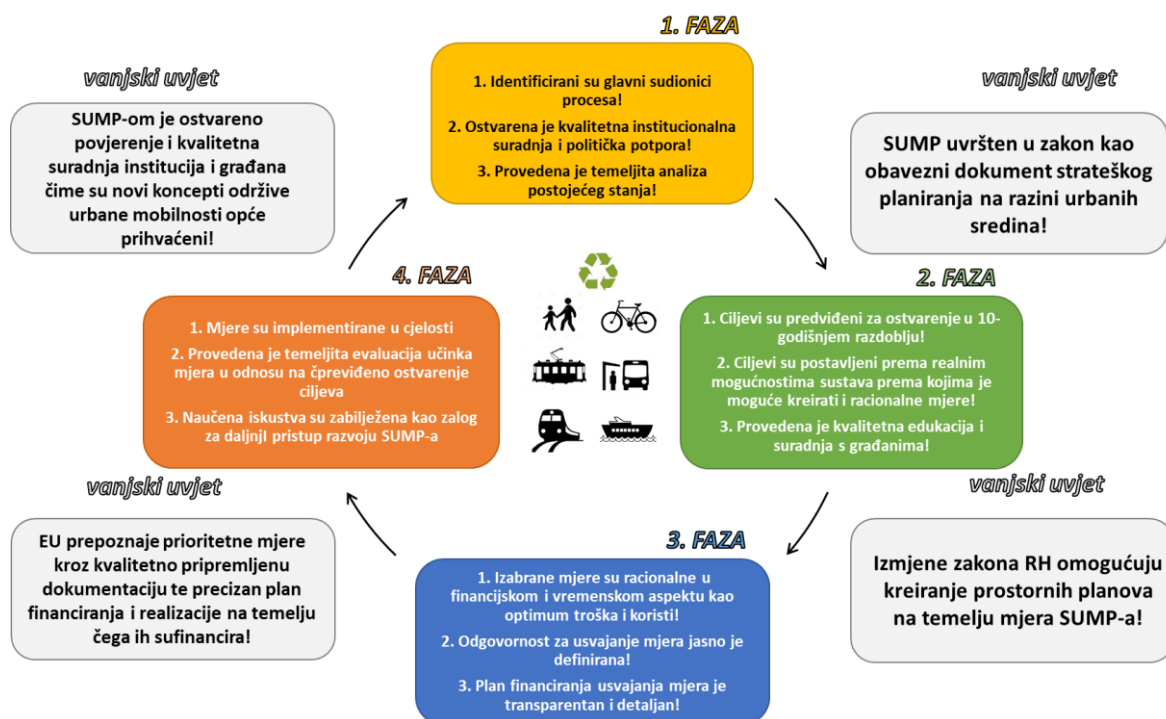 1. FAZA
1. Identificirani su glavni sudionici
procesa!
2. Ostvarena je kvalitetna institucionalna
suradnja i politička potpora!
3. Provedena je temeljita analiza
postojećeg stanja!
vanjski uvjet
SUMP-om je ostvareno
povjerenje i kvalitetna
suradnja institucija i građana
čime su novi koncepti održive
urbane mobilnosti opće
prihvaćeni!
vanjski uvjet
SUMP uvršten u zakon kao
obavezni dokument strateškog
planiranja na razini urbanih
sredina!
4. FAZA
1. Mjere su implementirane u cjelosti
2. Provedena je temeljita evaluacija učinka
mjera u odnosu na čpreviđeno ostvarenje
ciljeva
3. Naučena iskustva su zabilježena kao zalog
za daljnjI pristup razvoju SUMP-a
2. FAZA
1. Ciljevi su predviđeni za ostvarenje u 10-
godišnjem razdoblju!
2. Ciljevi su postavljeni prema realnim
mogućnostima sustava prema kojima je
moguće kreirati i racionalne mjere!
3. Provedena je kvalitetna edukacija i
suradnja s građanima!
vanjski uvjet
EU prepoznaje prioritetne mjere
kroz kvalitetno pripremljenu
dokumentaciju te precizan plan
financiranja i realizacije na temelju
čega ih sufinancira!
3. FAZA
1. Izabrane mjere su racionalne u
financijskom i vremenskom aspektu kao
optimum troška i koristi!
2. Odgovornost za usvajanje mjera jasno je
definirana!
3. Plan financiranja usvajanja mjera je
transparentan i detaljan!
vanjski uvjet
Izmjene zakona RH omogućuju
kreiranje prostornih planova
na temelju mjera SUMP-a!